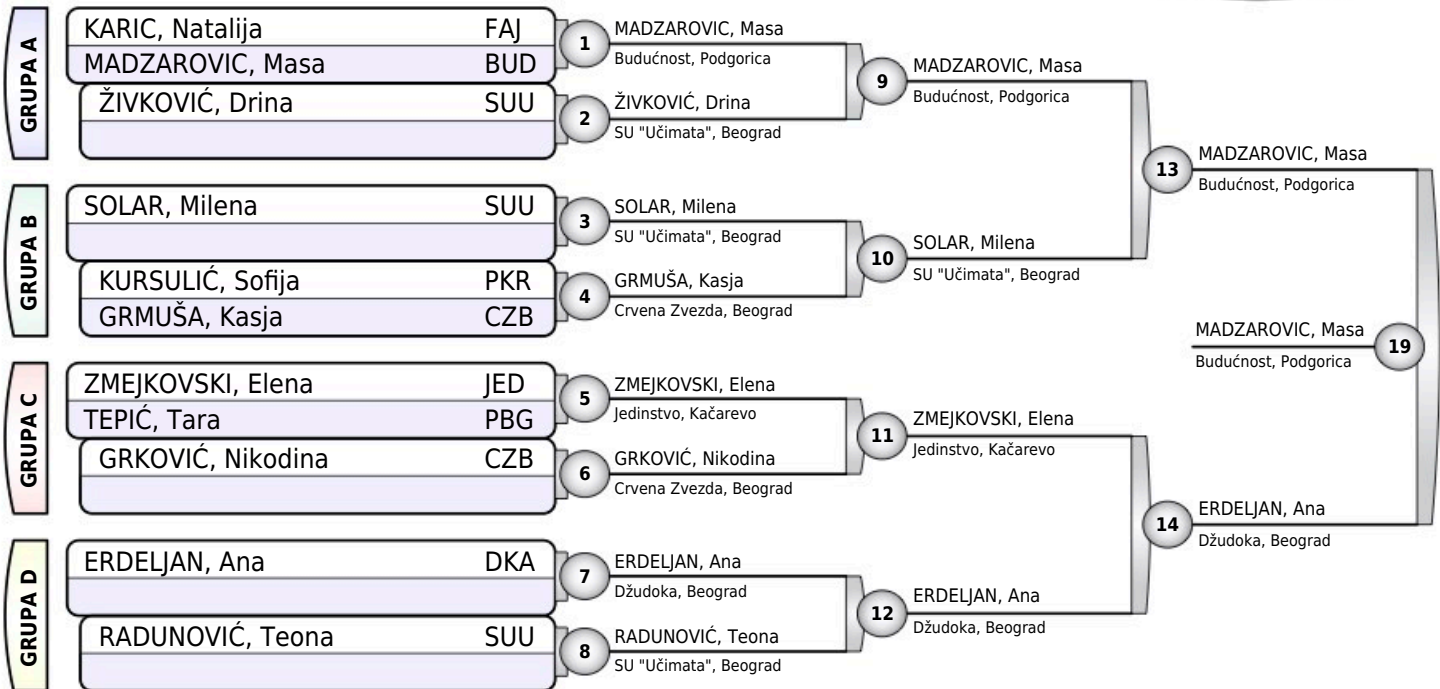 GRUPA A
KARIC, Natalija FAJ
MADZAROVIC, Masa BUD
ŽIVKOVIĆ, Drina SUU
1
MADZAROVIC, Masa
Budućnost, Podgorica
2
ŽIVKOVIĆ, Drina
SU "Učimata", Beograd
9
MADZAROVIC, Masa
Budućnost, Podgorica
GRUPA B
SOLAR, Milena SUU
KURSULIĆ, Sofija PKR
GRMUŠA, Kasja CZB
3
SOLAR, Milena
SU "Učimata", Beograd
4
GRMUŠA, Kasja
Crvena Zvezda, Beograd
10
SOLAR, Milena
SU "Učimata", Beograd
13
MADZAROVIC, Masa
Budućnost, Podgorica
GRUPA C
ZMEJKOVSKI, Elena JED
TEPIĆ, Tara PBG
GRKOVIĆ, Nikodina CZB
5
ZMEJKOVSKI, Elena
Jedinstvo, Kačarevo
6
GRKOVIĆ, Nikodina
Crvena Zvezda, Beograd
11
ZMEJKOVSKI, Elena
Jedinstvo, Kačarevo
GRUPA D
ERDELJAN, Ana DKA
RADUNOVIĆ, Teona SUU
7
ERDELJAN, Ana
Džudoka, Beograd
8
RADUNOVIĆ, Teona
SU "Učimata", Beograd
12
ERDELJAN, Ana
Džudoka, Beograd
14
ERDELJAN, Ana
Džudoka, Beograd
MADZAROVIC, Masa
Budućnost, Podgorica
19